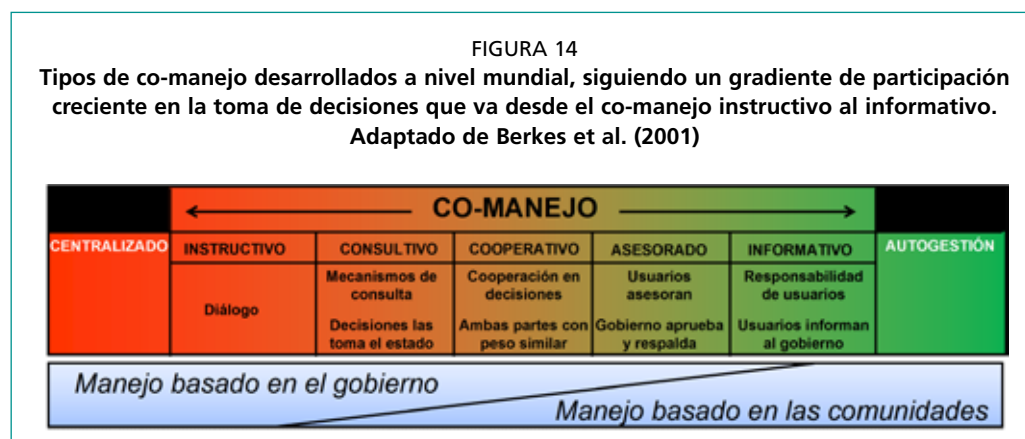 FIGURA 14
Tipos de co-manejo desarrollados a nivel mundial, siguiendo un gradiente de participación
creciente en la toma de decisiones que va desde el co-manejo instructivo al informativo.
Adaptado de Berkes et al. (2001)
CO-MANEJO
CENTRALIZADO
INSTRUCTIVO
CONSULTIVO
COOPERATIVO
ASESORADO
INFORMATIVO
AUTOGESTIÓN
Diálogo
Mecanismos de
consulta
Decisiones las
toma el estado
Cooperación en
decisiones
Ambas partes con
peso similar
Usuarios
asesoran
Gobierno aprueba
y respalda
Responsabilidad
de usuarios
Usuarios informan
al gobierno
Manejo basado en el gobierno
Manejo basado en las comunidades